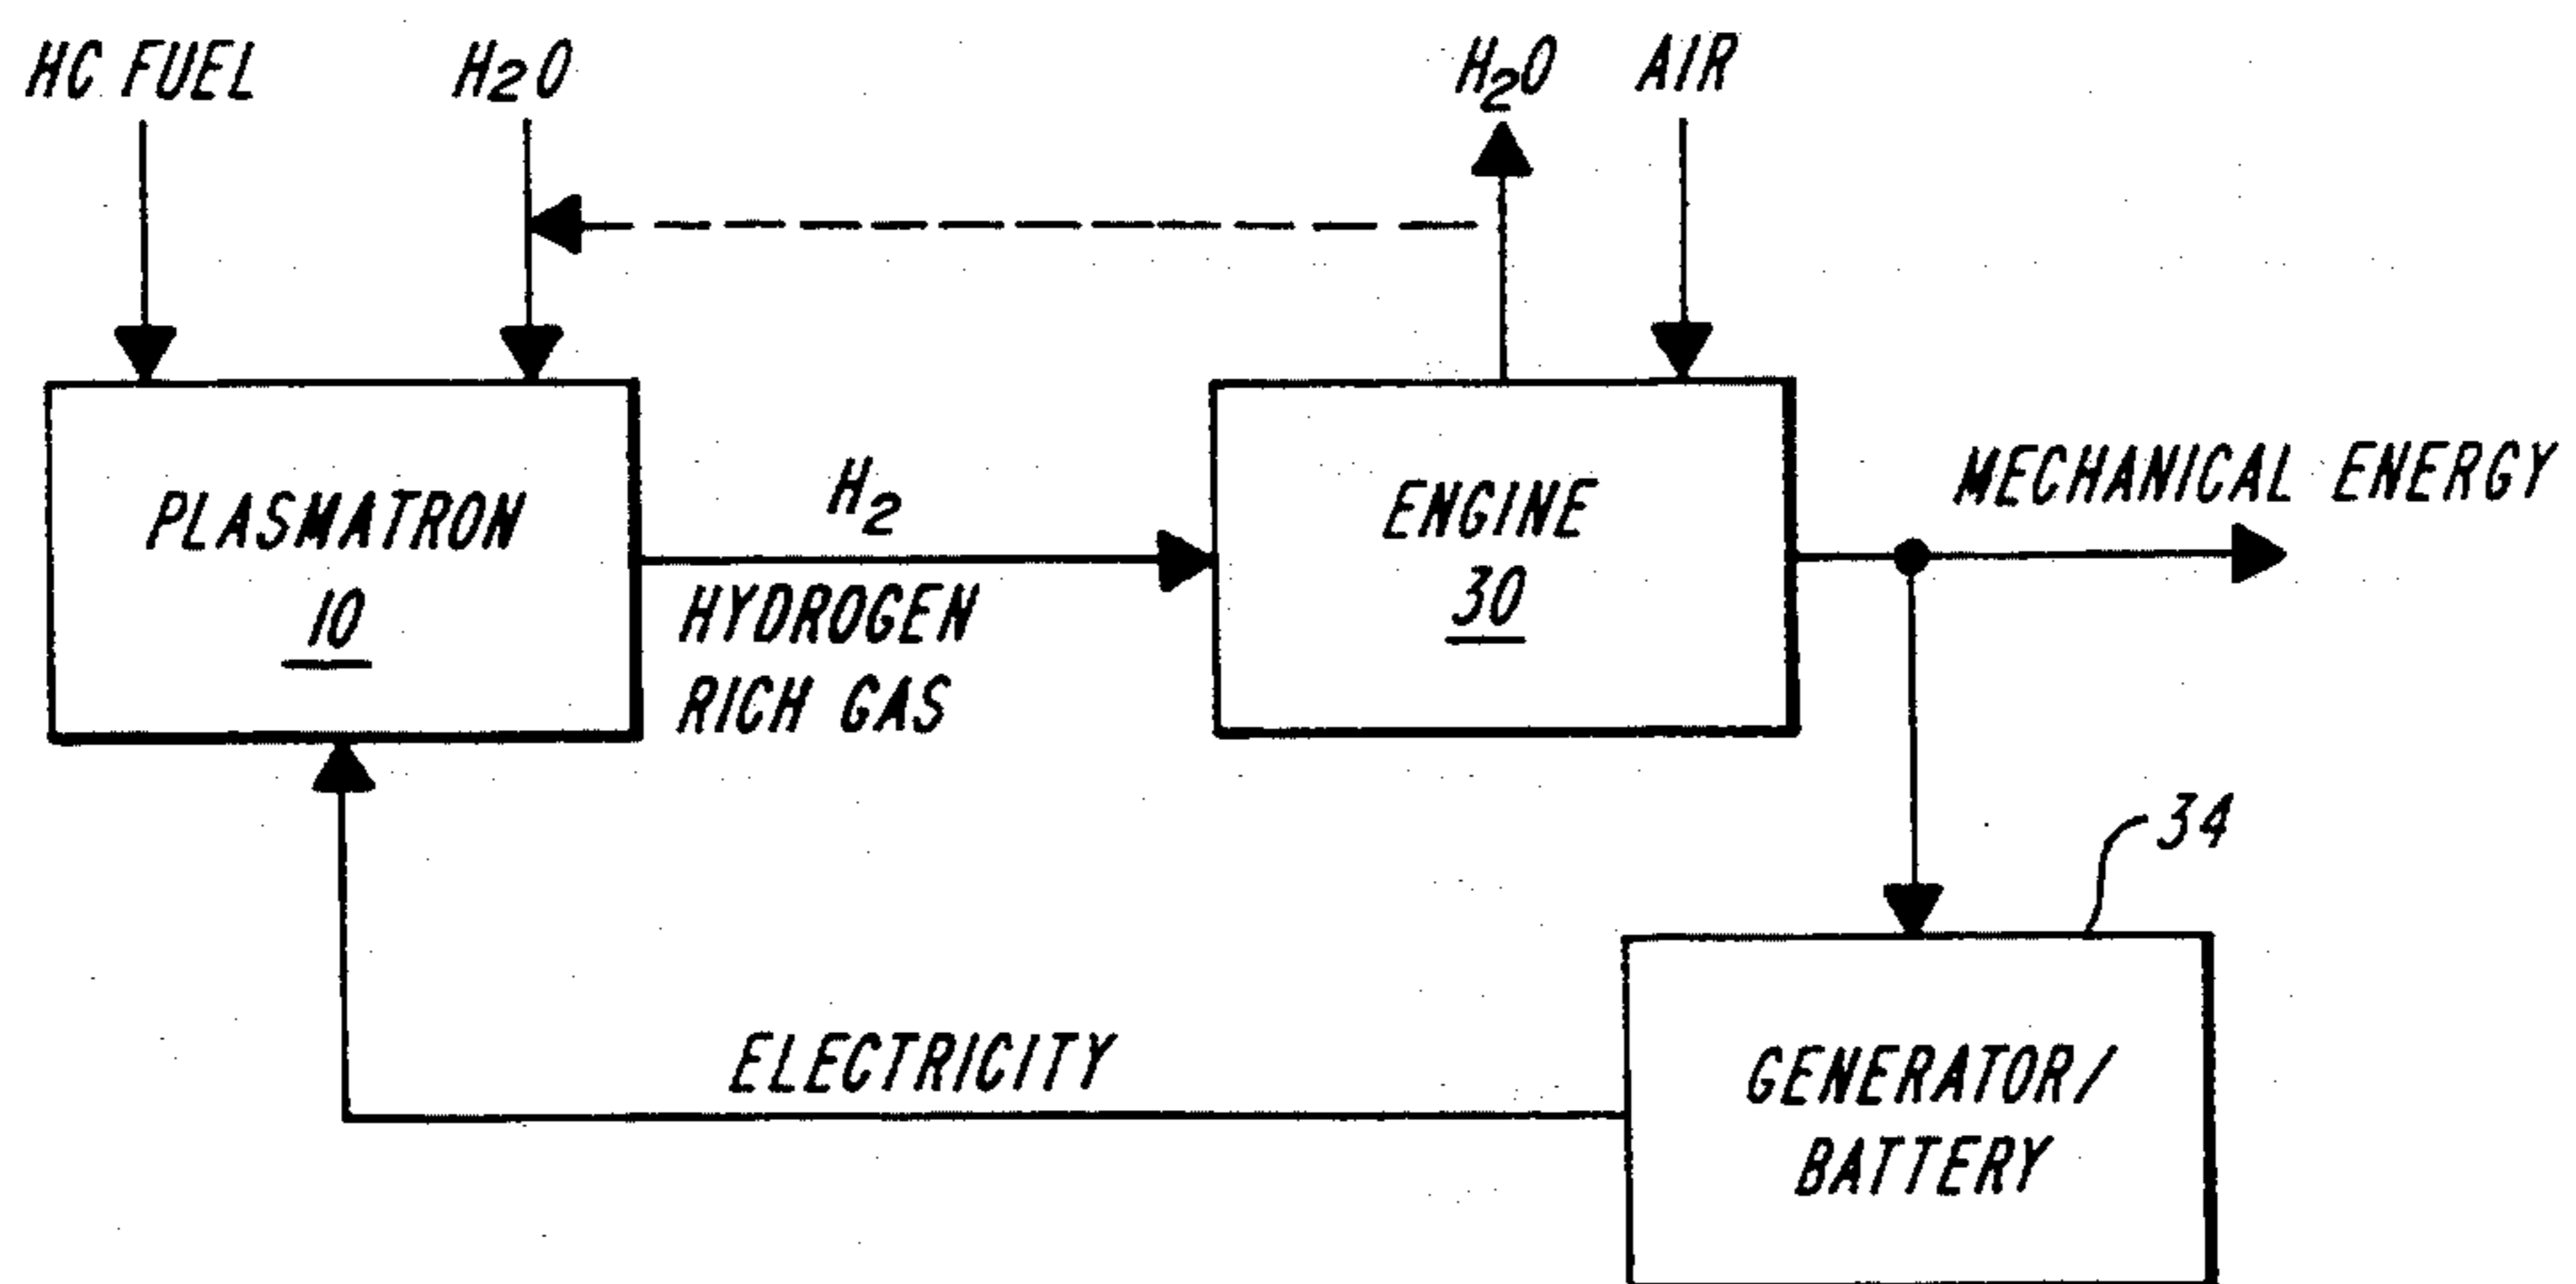 HC FUEL
H2O
H2O
AIR
PLASMATRON
10
H2
HYDROGEN
RICH GAS
ENGINE
30
MECHANICAL ENERGY
34
ELECTRICITY
GENERATOR/
BATTERY